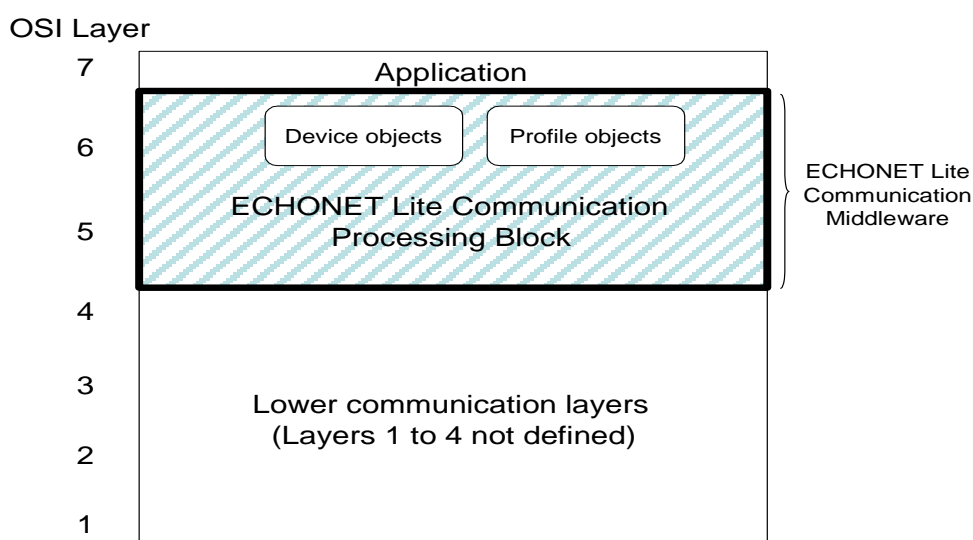 OSI Layer
7
Application
6
Device objects
Profile objects
ECHONET Lite
Communication
Middleware
5
ECHONET Lite Communication
Processing Block
4
3
Lower communication layers
(Layers 1 to 4 not defined)
2
1